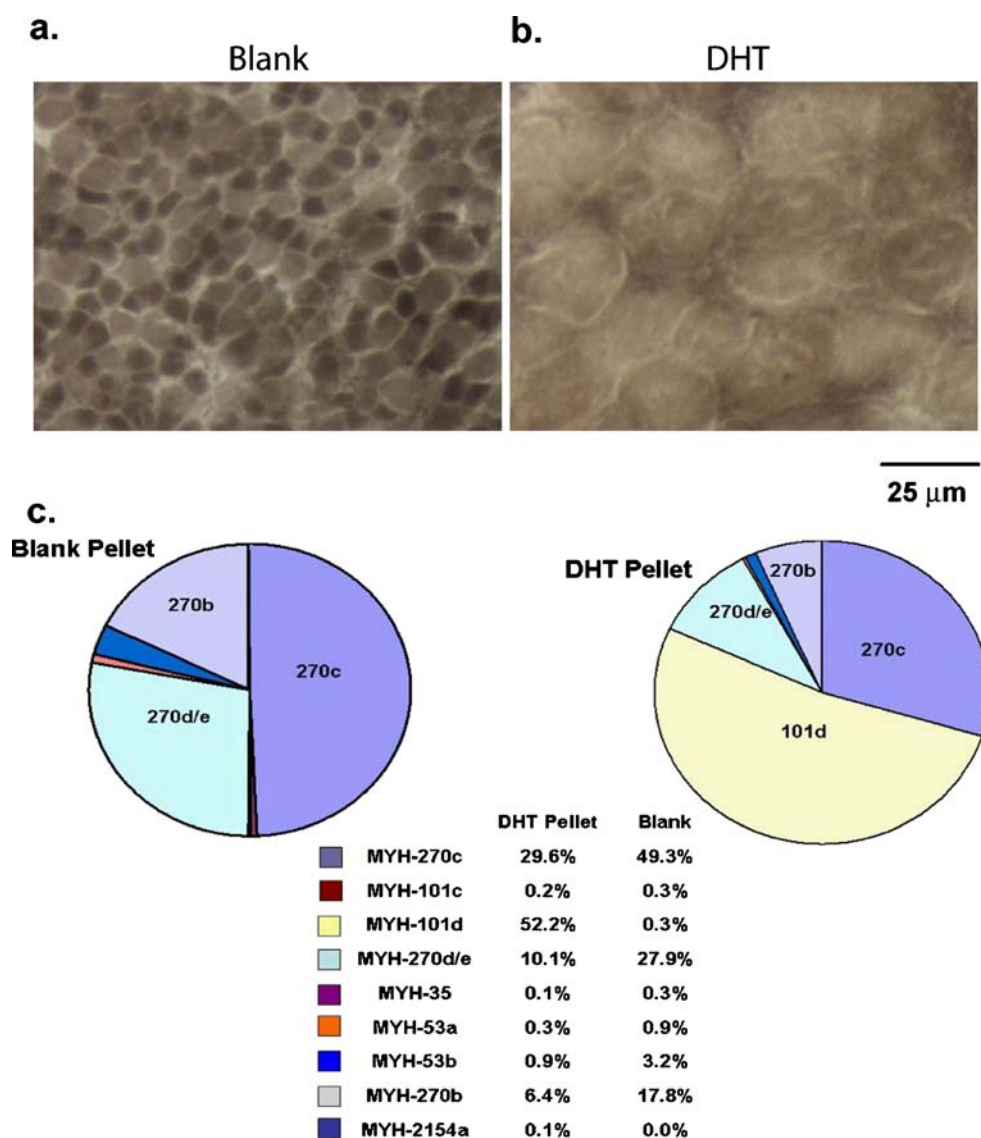 a.
Blank
b.
DHT
25 μm
c.
Blank Pellet
270b
270c
270d/e
DHT Pellet
270b
270d/e
270c
101d
DHT Pellet Blank
MYH-270c 29.6% 49.3%
MYH-101c 0.2% 0.3%
MYH-101d 52.2% 0.3%
MYH-270d/e 10.1% 27.9%
MYH-35 0.1% 0.3%
MYH-53a 0.3% 0.9%
MYH-53b 0.9% 3.2%
MYH-270b 6.4% 17.8%
MYH-2154a 0.1% 0.0%